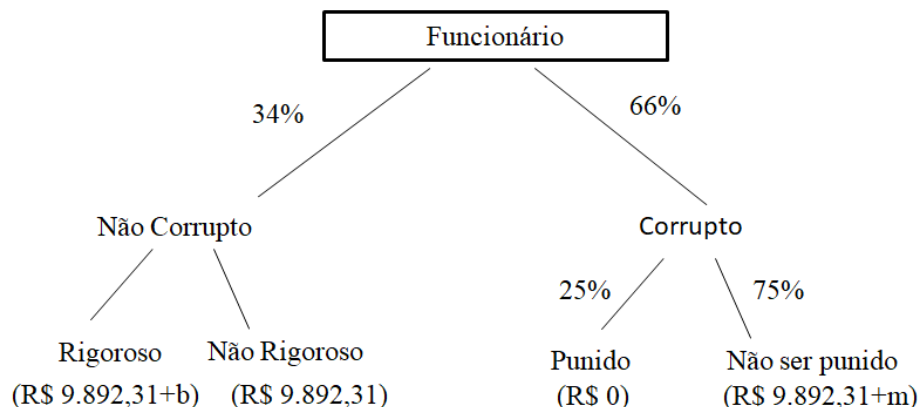 Funcionário
34% 66%
Não Corrupto Corrupto
25% 75%
Rigoroso Não Rigoroso Punido Não ser punido
(R$ 9.892,31+b) (R$ 9.892,31) (R$ 0) (R$ 9.892,31+m)